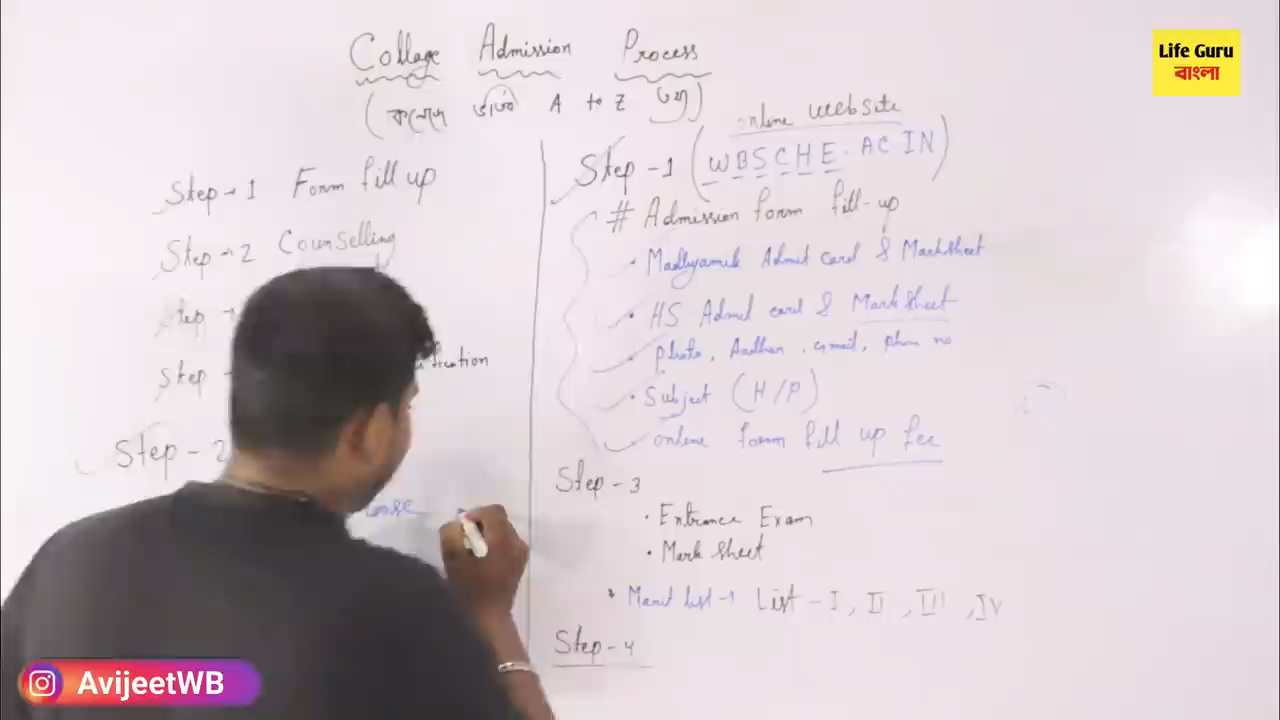 Collage Admission Process
(কলেজে ভর্তির A to Z তথ্য)
Life Guru
বাংলা
Step → 1 Form fill up
Step → 2 Counselling
Step
Step
fication
Step - 2
online website
Step - 1 (WBSCHE. AC IN)
# Admission form fill-up
• Madhyamik Admit card & Marksheet
• HS Admit card & Mark sheet
• photo, Aadhar, Gmail, phone no
• Subject (H/P)
online form fill up fee
Step - 3
• Entrance Exam
• Mark sheet
• Merit list → List - I, II, III, IV
Step - 4
AvijeetWB